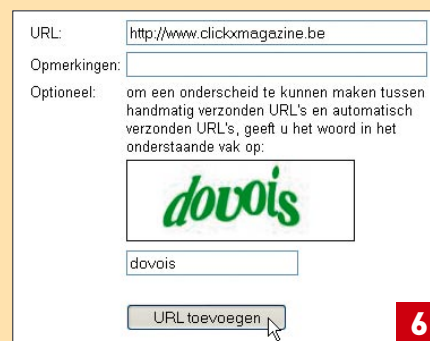 URL: http://www.clickxmagazine.be
Opmerkingen:
Optioneel: om een onderscheid te kunnen maken tussen
handmatig verzonden URL's en automatisch
verzonden URL's, geeft u het woord in het
onderstaande vak op:
dovois
dovois
URL toevoegen
6